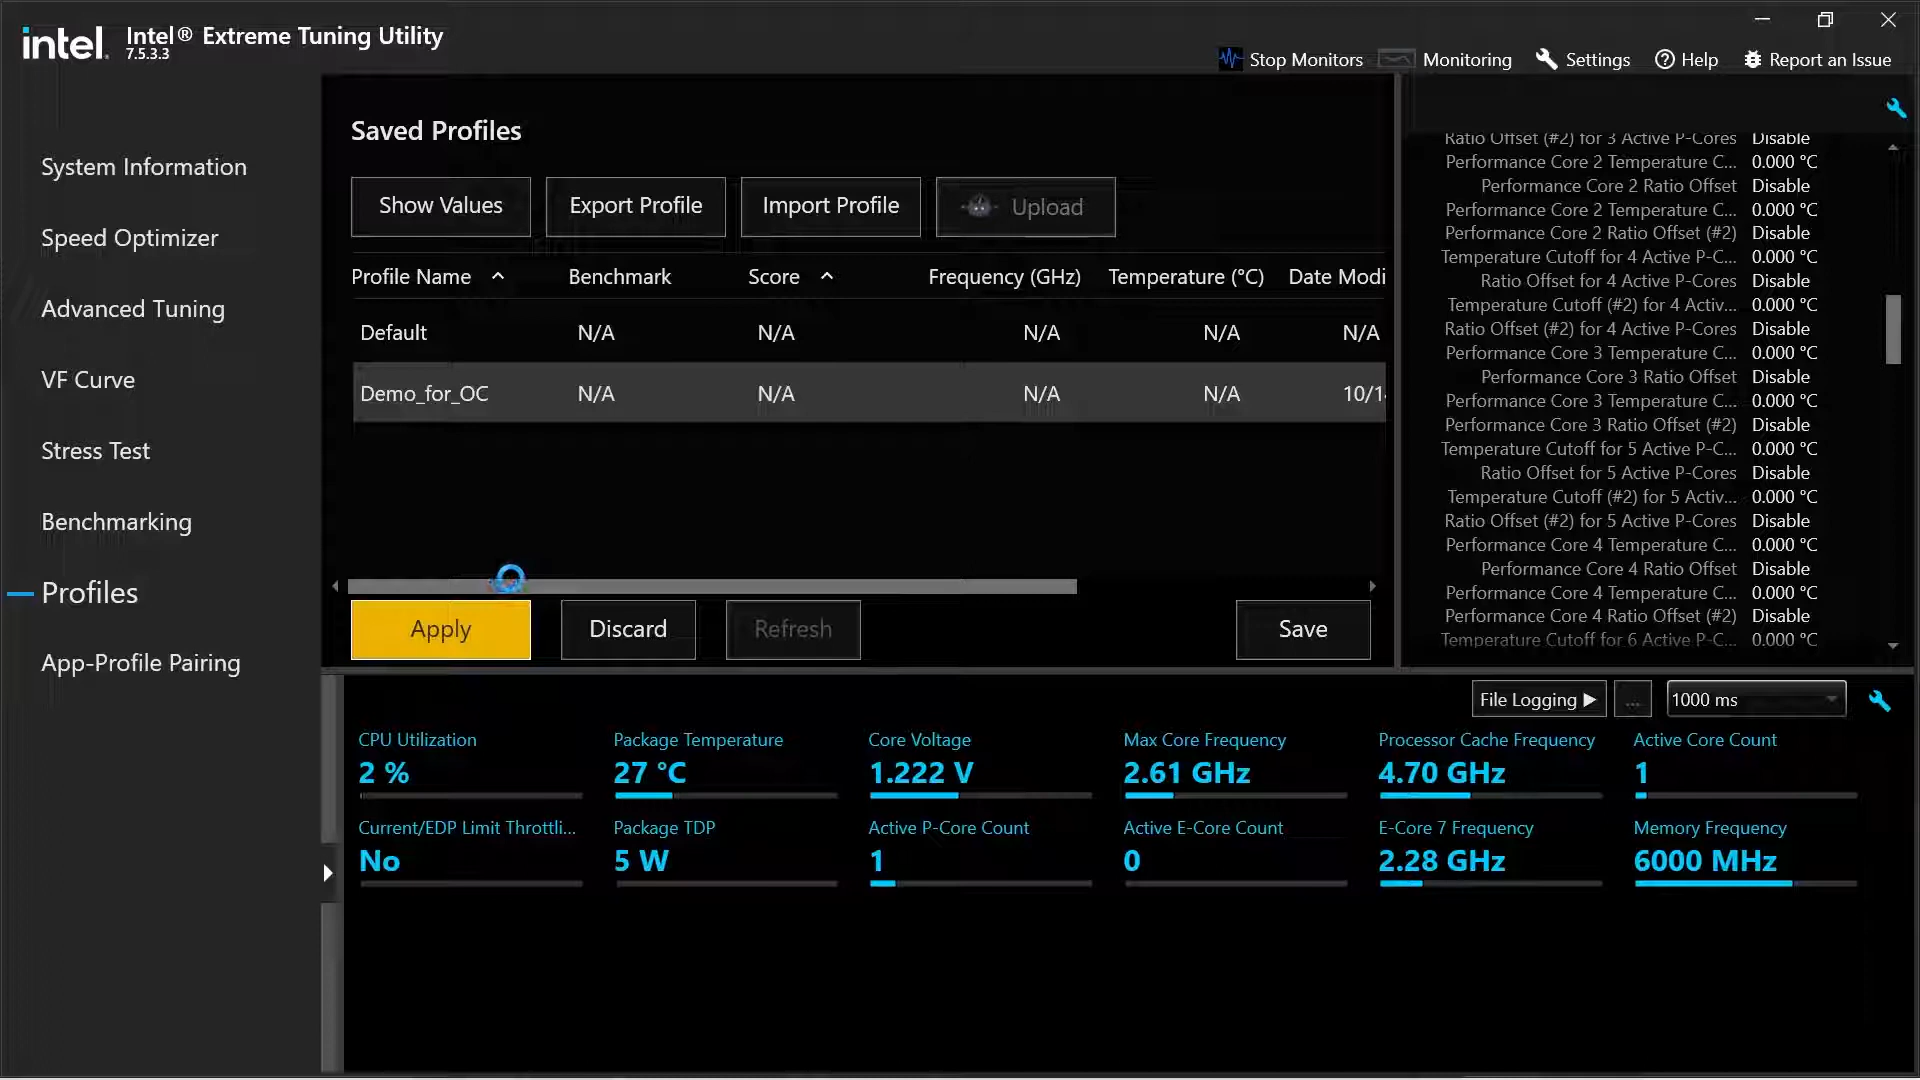 intel.
Intel® Extreme Tuning Utility
7.5.3.3
Stop Monitors
Monitoring
Settings
Help
Report an Issue
System Information
Speed Optimizer
Advanced Tuning
VF Curve
Stress Test
Benchmarking
Profiles
App-Profile Pairing
Saved Profiles
Show Values
Export Profile
Import Profile
Upload
Profile Name Benchmark Score Frequency (GHz) Temperature (°C) Date Modi
Default N/A N/A N/A N/A N/A
Demo_for_OC N/A N/A N/A N/A 10/1
Apply
Discard
Refresh
Save
Ratio Offset (#2) for 3 Active P-Cores Disable
Performance Core 2 Temperature C... 0.000 °C
Performance Core 2 Ratio Offset Disable
Performance Core 2 Temperature C... 0.000 °C
Performance Core 2 Ratio Offset (#2) Disable
Temperature Cutoff for 4 Active P-C... 0.000 °C
Ratio Offset for 4 Active P-Cores Disable
Temperature Cutoff (#2) for 4 Activ... 0.000 °C
Ratio Offset (#2) for 4 Active P-Cores Disable
Performance Core 3 Temperature C... 0.000 °C
Performance Core 3 Ratio Offset Disable
Performance Core 3 Temperature C... 0.000 °C
Performance Core 3 Ratio Offset (#2) Disable
Temperature Cutoff for 5 Active P-C... 0.000 °C
Ratio Offset for 5 Active P-Cores Disable
Temperature Cutoff (#2) for 5 Activ... 0.000 °C
Ratio Offset (#2) for 5 Active P-Cores Disable
Performance Core 4 Temperature C... 0.000 °C
Performance Core 4 Ratio Offset Disable
Performance Core 4 Temperature C... 0.000 °C
Performance Core 4 Ratio Offset (#2) Disable
Temperature Cutoff for 6 Active P-C... 0.000 °C
File Logging ...
1000 ms
CPU Utilization
2 %
Package Temperature
27 °C
Core Voltage
1.222 V
Max Core Frequency
2.61 GHz
Processor Cache Frequency
4.70 GHz
Active Core Count
1
Current/EDP Limit Throttli...
No
Package TDP
5 W
Active P-Core Count
1
Active E-Core Count
0
E-Core 7 Frequency
2.28 GHz
Memory Frequency
6000 MHz